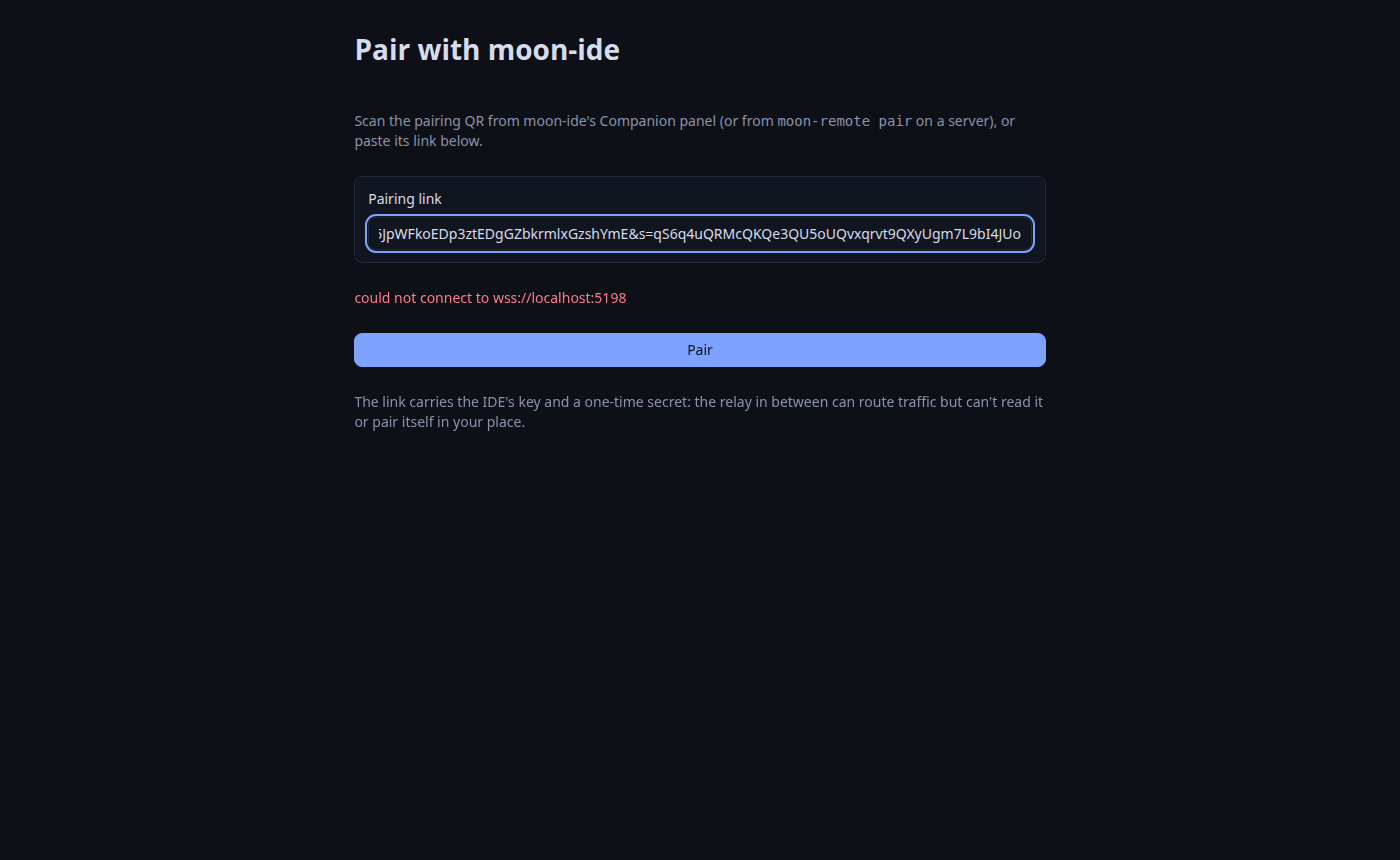 Pair with moon-ide
Scan the pairing QR from moon-ide's Companion panel (or from moon-remote pair on a server), or
paste its link below.
Pairing link
JpWFkoEDp3ztEDgGZbkrmlxGzshYmE&s=qS6q4uQRMcQKQe3QU5oUQvxqrvt9QXyUgm7L9bI4JUo
could not connect to wss://localhost:5198
Pair
The link carries the IDE's key and a one-time secret: the relay in between can route traffic but can't read it
or pair itself in your place.